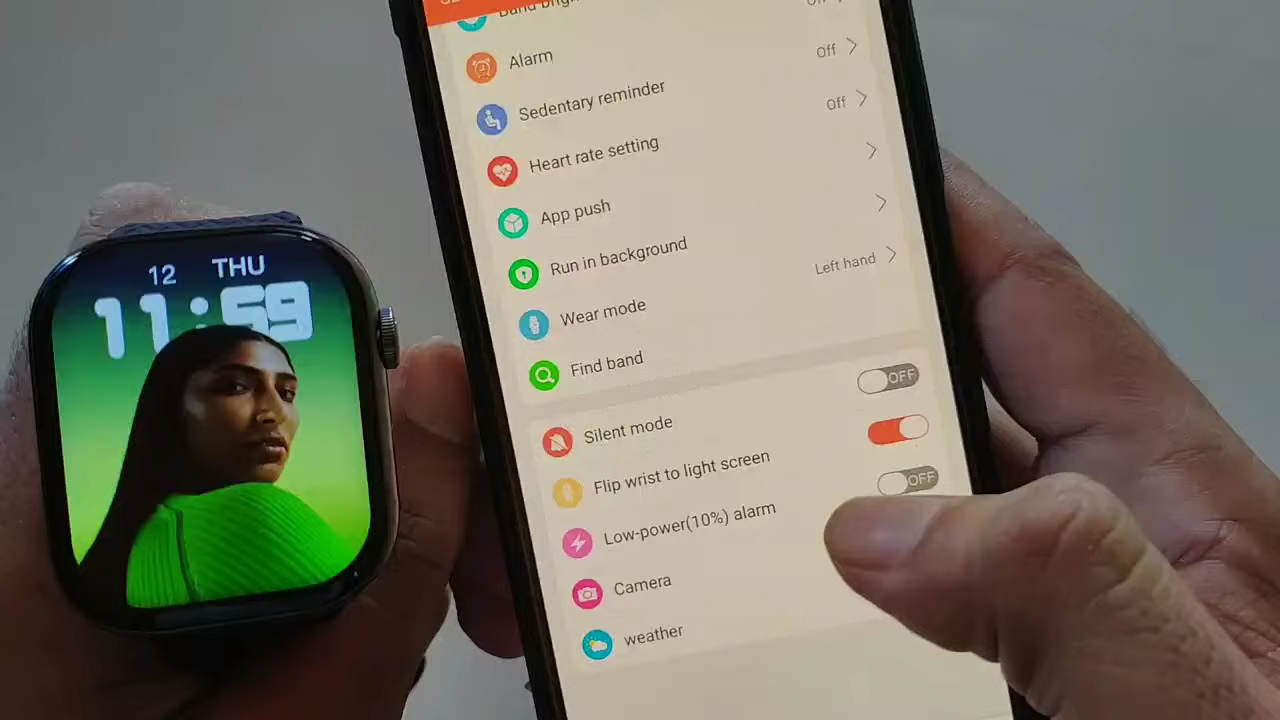 12 THU
11:59
Alarm
Off
Sedentary reminder
Off
Heart rate setting
App push
Run in background
Left hand
Wear mode
Find band
OFF
Silent mode
Flip wrist to light screen
OFF
Low-power(10%) alarm
Camera
weather